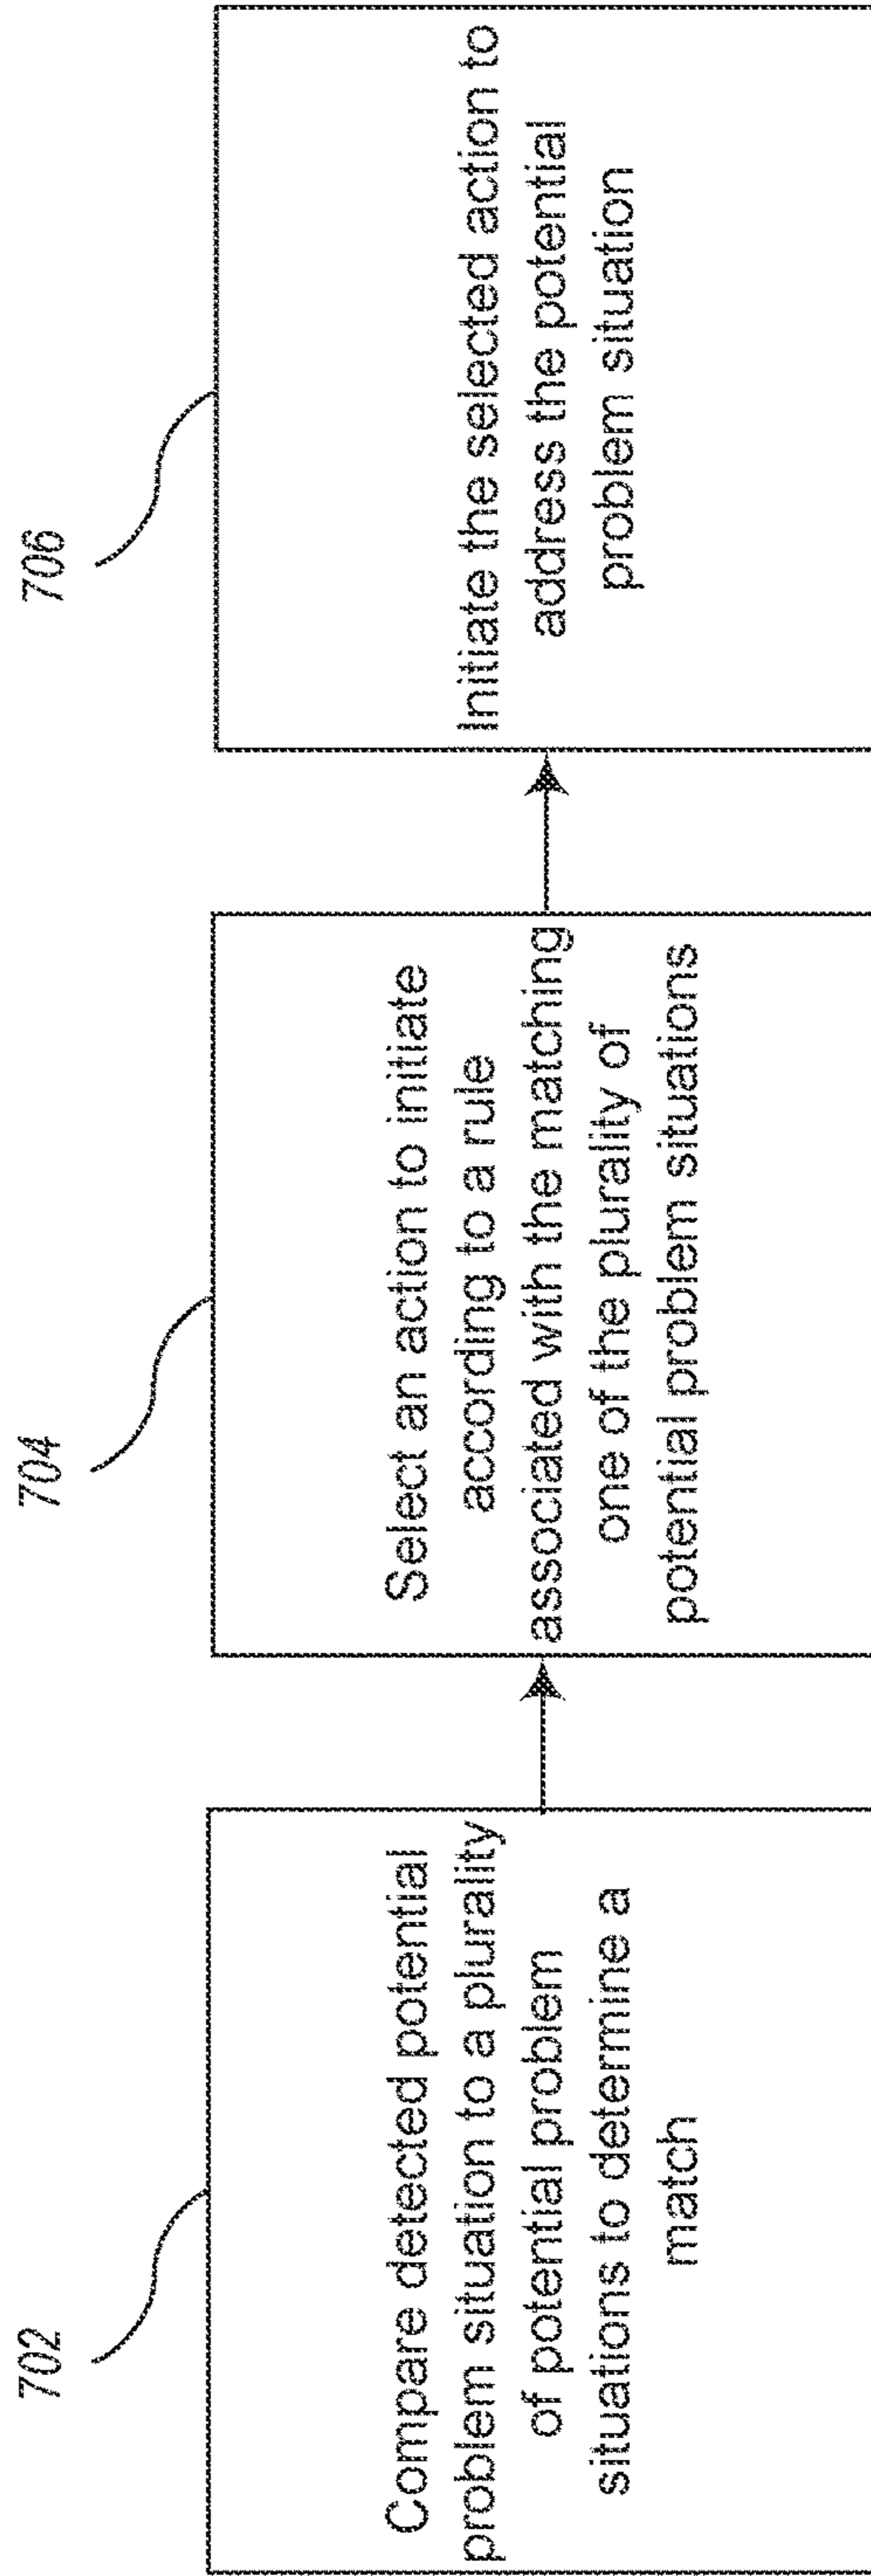 702
Compare detected potential
problem situation to a plurality
of potential problem
situations to determine a
match
704
Select an action to initiate
according to a rule
associated with the matching
one of the plurality of
potential problem situations
706
Initiate the selected action to
address the potential
problem situation